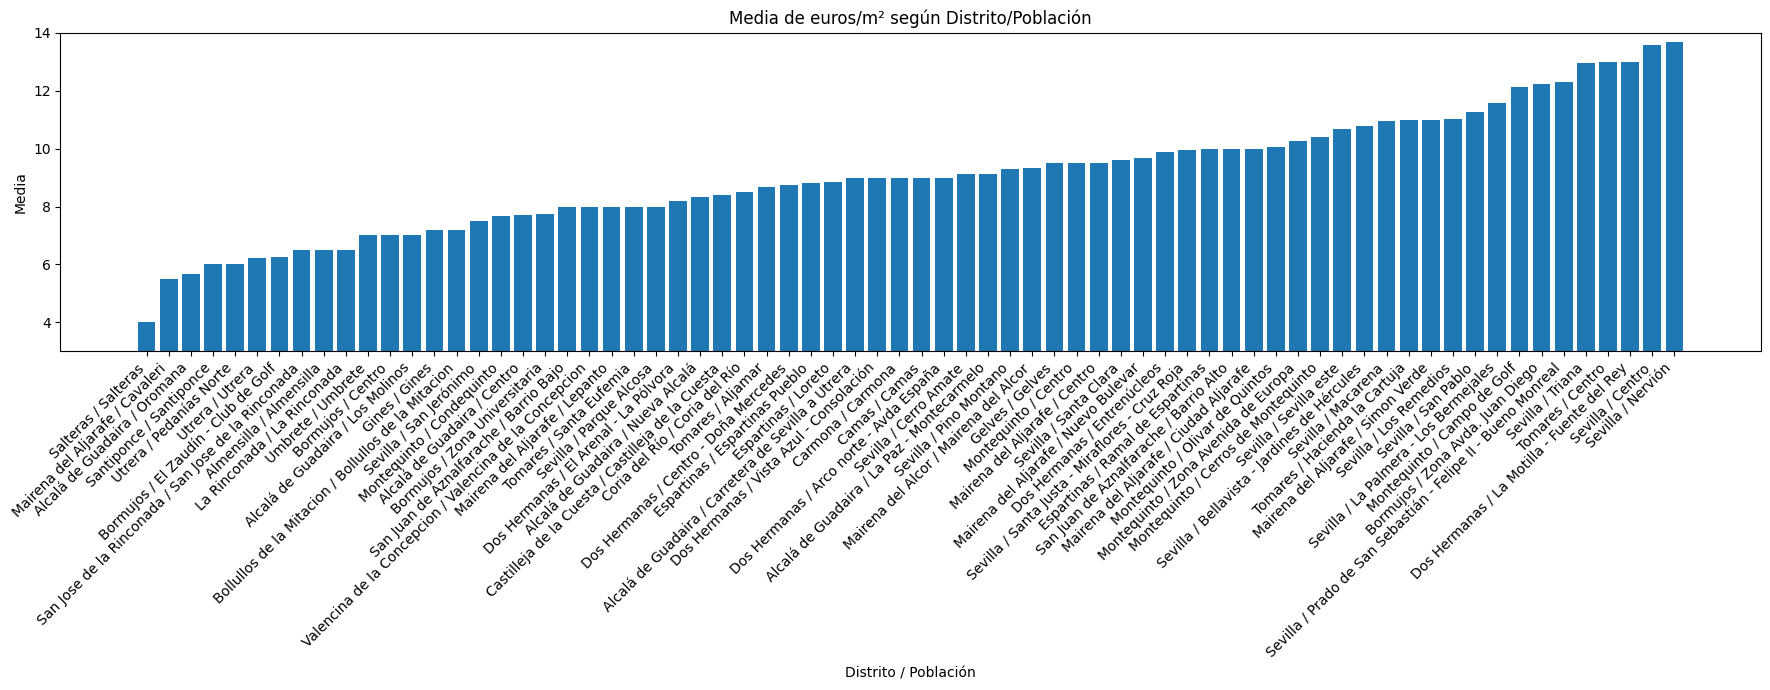 Media de euros/m² según Distrito/Población
Media
14
12
10
8
6
4
Salteras / Salteras
Mairena del Aljarafe / Cavaleri
Alcalá de Guadaira / Oromana
Santiponce / Santiponce
Utrera / Pedanias Norte
Utrera / Utrera
Bormujos / El Zaudín - Club de Golf
San Jose de la Rinconada / San Jose de la Rinconada
Almensilla / Almensilla
La Rinconada / La Rinconada
Umbrete / Umbrete
Bormujos / Centro
Alcalá de Guadaira / Los Molinos
Gines / Gines
Bollullos de la Mitacion / Bollullos de la Mitacion
Sevilla / San Jerónimo
Montequinto / Condequinto
Alcalá de Guadaira / Centro
Bormujos / Zona Universitaria
San Juan de Aznalfarache / Barrio Bajo
Valencina de la Concepcion / Valencina de la Concepcion
Mairena del Aljarafe / Lepanto
Tomares / Santa Eufemia
Sevilla / Parque Alcosa
Dos Hermanas / El Arenal - La Pólvora
Alcalá de Guadaira / Nueva Alcalá
Castilleja de la Cuesta / Castilleja de la Cuesta
Coria del Río / Coria del Río
Tomares / Aljamar
Dos Hermanas / Centro - Doña Mercedes
Espartinas / Espartinas Pueblo
Espartinas / Loreto
Alcalá de Guadaira / Carretera de Sevilla a Utrera
Dos Hermanas / Vista Azul - Consolación
Carmona / Carmona
Camas / Camas
Dos Hermanas / Arco norte - Avda España
Sevilla / Cerro Amate
Alcalá de Guadaira / La Paz - Montecarmelo
Sevilla / Pino Montano
Mairena del Alcor / Mairena del Alcor
Gelves / Gelves
Montequinto / Centro
Mairena del Aljarafe / Centro
Sevilla / Santa Clara
Mairena del Aljarafe / Nuevo Bulevar
Dos Hermanas / Entrenúcleos
Sevilla / Santa Justa - Miraflores - Cruz Roja
Espartinas / Ramal de Espartinas
San Juan de Aznalfarache / Barrio Alto
Mairena del Aljarafe / Ciudad Aljarafe
Montequinto / Olivar de Quintos
Montequinto / Zona Avenida de Europa
Montequinto / Cerros de Montequinto
Sevilla / Sevilla este
Sevilla / Bellavista - Jardines de Hércules
Sevilla / Macarena
Tomares / Hacienda la Cartuja
Mairena del Aljarafe / Simon Verde
Sevilla / Los Remedios
Sevilla / San Pablo
Sevilla / La Palmera - Los Bermejales
Montequinto / Campo de Golf
Bormujos / Zona Avda. Juan Diego
Sevilla / Prado de San Sebastián - Felipe II - Bueno Monreal
Sevilla / Triana
Tomares / Centro
Dos Hermanas / La Motilla - Fuente del Rey
Sevilla / Centro
Sevilla / Nervión
Distrito / Población